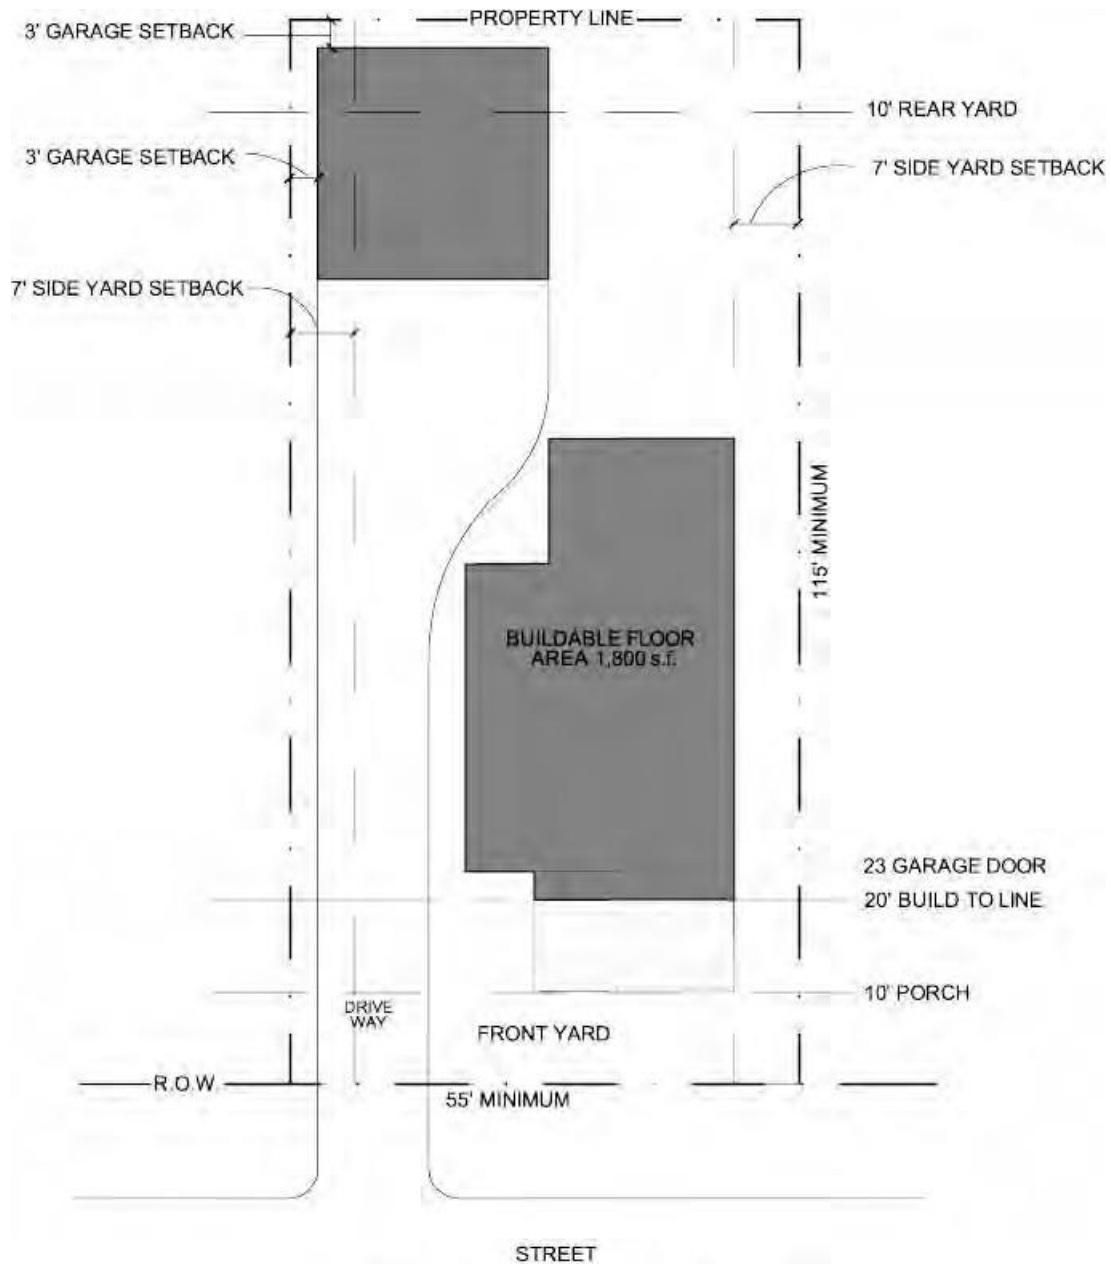 PROPERTY LINE
3' GARAGE SETBACK
10' REAR YARD
3' GARAGE SETBACK
7' SIDE YARD SETBACK
7' SIDE YARD SETBACK
115' MINIMUM
BUILDABLE FLOOR
AREA 1,800 s.f.
23 GARAGE DOOR
20' BUILD TO LINE
10' PORCH
DRIVE
WAY
FRONT YARD
R.O.W.
55' MINIMUM
STREET